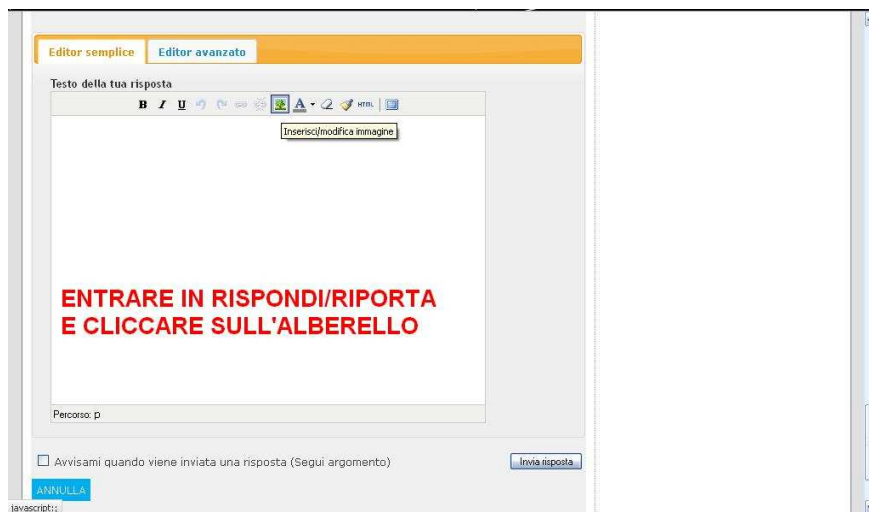 Editor semplice Editor avanzato
Testo della tua risposta
B I U A HTML
Inserisci/modifica immagine
ENTRARE IN RISPONDI/RIPORTA
E CLICCARE SULL'ALBERELLO
Percorso: p
Avvisami quando viene inviata una risposta (Segui argomento) Invia risposta
ANNULLA
javascript:;